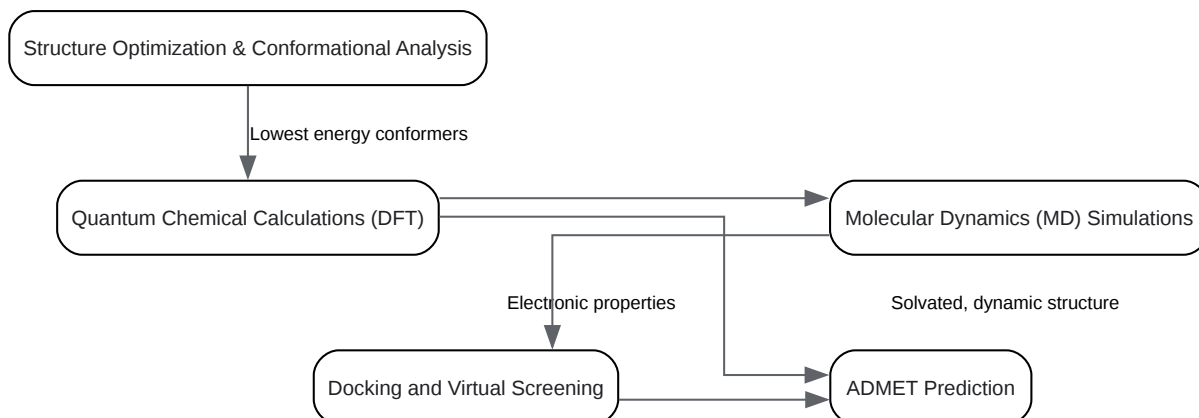 Structure Optimization & Conformational Analysis
Lowest energy conformers
Quantum Chemical Calculations (DFT)
Molecular Dynamics (MD) Simulations
Electronic properties
Solvated, dynamic structure
Docking and Virtual Screening
ADMET Prediction